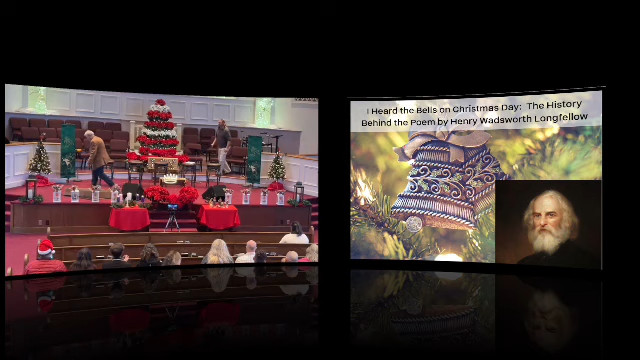 I Heard the Bells on Christmas Day: The History
Behind the Poem by Henry Wadsworth Longfellow